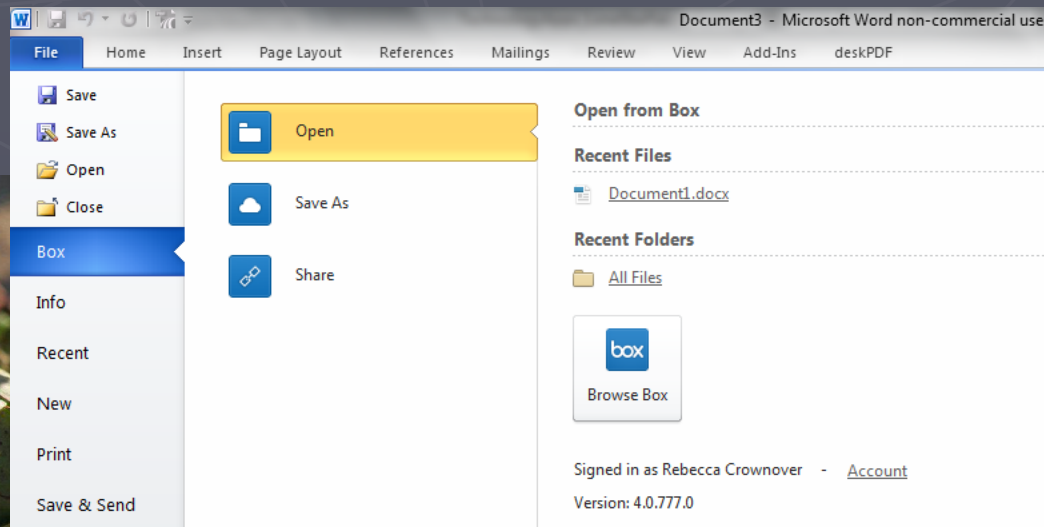 W
Document3 - Microsoft Word non-commercial use
File Home Insert Page Layout References Mailings Review View Add-Ins deskPDF
Save
Save As
Open
Close
Box
Info
Recent
New
Print
Save & Send
Open
Save As
Share
Open from Box
Recent Files
Document1.docx
Recent Folders
All Files
box
Browse Box
Signed in as Rebecca Crownover - Account
Version: 4.0.777.0